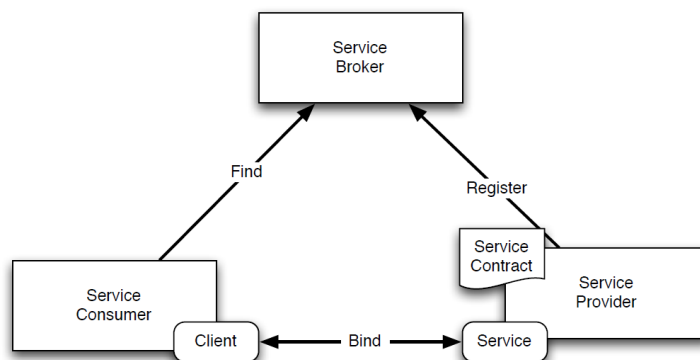 Service
Broker
Find
Register
Service
Contract
Service
Consumer
Service
Provider
Client
Bind
Service